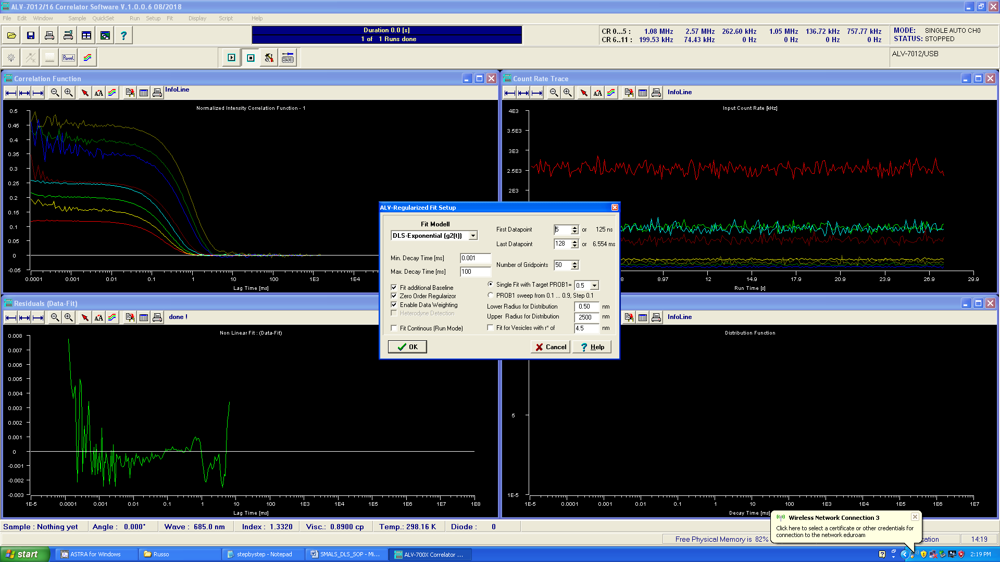 ALV-7012/16 Correlator Software V.1.0.0.6 08/2018
File Edit Window Sample QuickSet Run Setup Fit Display Script Help
Duration 0.0 [s]
1 of 1 Runs done
CR 0...5 : 1.08 MHz 2.57 MHz 262.60 kHz 1.05 MHz 136.72 kHz 757.77 kHz
CR 6...11 : 199.53 kHz 74.43 kHz 0 Hz 0 Hz 0 Hz 0 Hz
MODE: SINGLE AUTO CH0
STATUS: STOPPED
Panel
ALV-7012/USB
Correlation Function
InfoLine
Normalized Intensity Correlation Function - 1
0.5
0.45
0.4
0.35
0.3
0.25
0.2
0.15
0.1
0.05
0
-0.05
0.0001 0.001 0.01 0.1 1 10 100 1E3 1E4
Lag Time [ms]
Count Rate Trace
InfoLine
Input Count Rate [kHz]
4E3
3.5E3
3E3
2.5E3
2E3
8 8.97 12 14.9 17.9 20.9 23.9 26.9 29.9
Run Time [s]
ALV-Regularized Fit Setup
Fit Modell
DLS-Exponential (g2(t))
First Datapoint 5 or 125 ns
Last Datapoint 128 or 6.554 ms
Min. Decay Time [ms] 0.001
Max. Decay Time [ms] 100
Number of Gridpoints 50
Fit additional Baseline
Zero Order Regularizor
Enable Data Weighting
Heterodyne Detection
Fit Continous (Run Mode)
Single Fit with Target PROB1= 0.5
PROB1 sweep from 0.1 ... 0.9, Step 0.1
Lower Radius for Distribution 0.50 nm
Upper Radius for Distribution 2500 nm
Fit for Vesicles with r* of 4.5 nm
OK Cancel Help
Residuals (Data-Fit)
done !
Non Linear Fit : (Data-Fit)
0.008
0.007
0.006
0.005
0.004
0.003
0.002
0.001
0
-0.001
-0.002
-0.003
1E-5 0.0001 0.001 0.01 0.1 1 10 100 1E3 1E4 1E5 1E6 1E7 1E8
Lag Time [ms]
InfoLine
Distribution Function
5
1E-5
1E-5 0.0001 0.001 0.01 0.1 1 10 100 1E3 1E4 1E5 1E6 1E7
Decay Time [ms]
Sample : Nothing yet Angle : 0.000° Wave : 685.0 nm Index : 1.3320 Visc.: 0.8900 cp Temp.: 298.16 K Diode : 0
Wireless Network Connection 3
Click here to select a certificate or other credentials for
connection to the network eduroam
Free Physical Memory is 82% cation 14:19
start ASTRA for Windows Russo stepbystep - Notepad SMALS_DLS_SOP - Mi... ALV-700X Correlator ... 2:19 PM